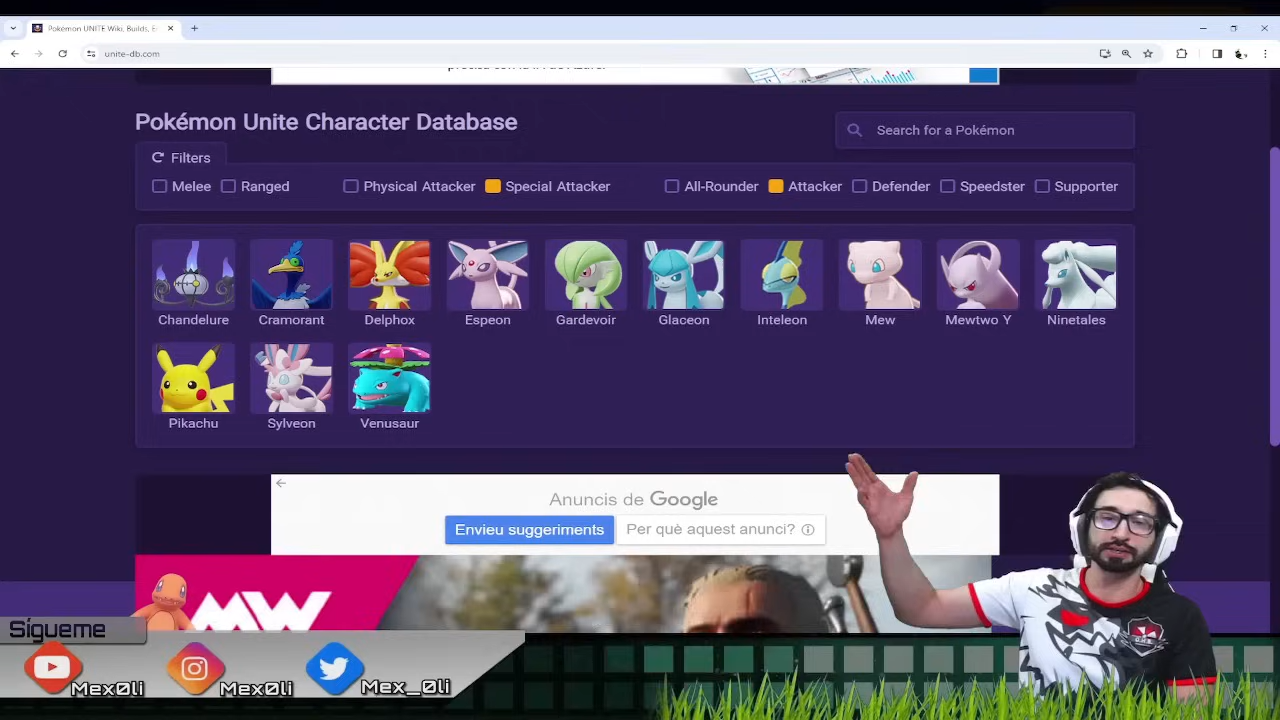 Pokémon UNITE Wiki, Builds, E
unite-db.com
Pokémon Unite Character Database
Search for a Pokémon
Filters
Melee Ranged Physical Attacker Special Attacker All-Rounder Attacker Defender Speedster Supporter
Chandelure Cramorant Delphox Espeon Gardevoir Glaceon Inteleon Mew Mewtwo Y Ninetales
Pikachu Sylveon Venusaur
Anuncis de Google
Envieu suggeriments Per què aquest anunci?
MW
Sígueme
Mex0li Mex0li Mex_0li